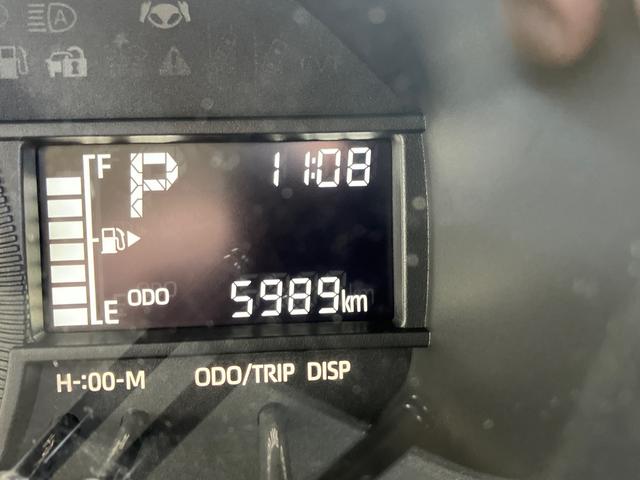 F
P 11:08
E
ODO 5989km
H-:00-M ODO/TRIP DISP